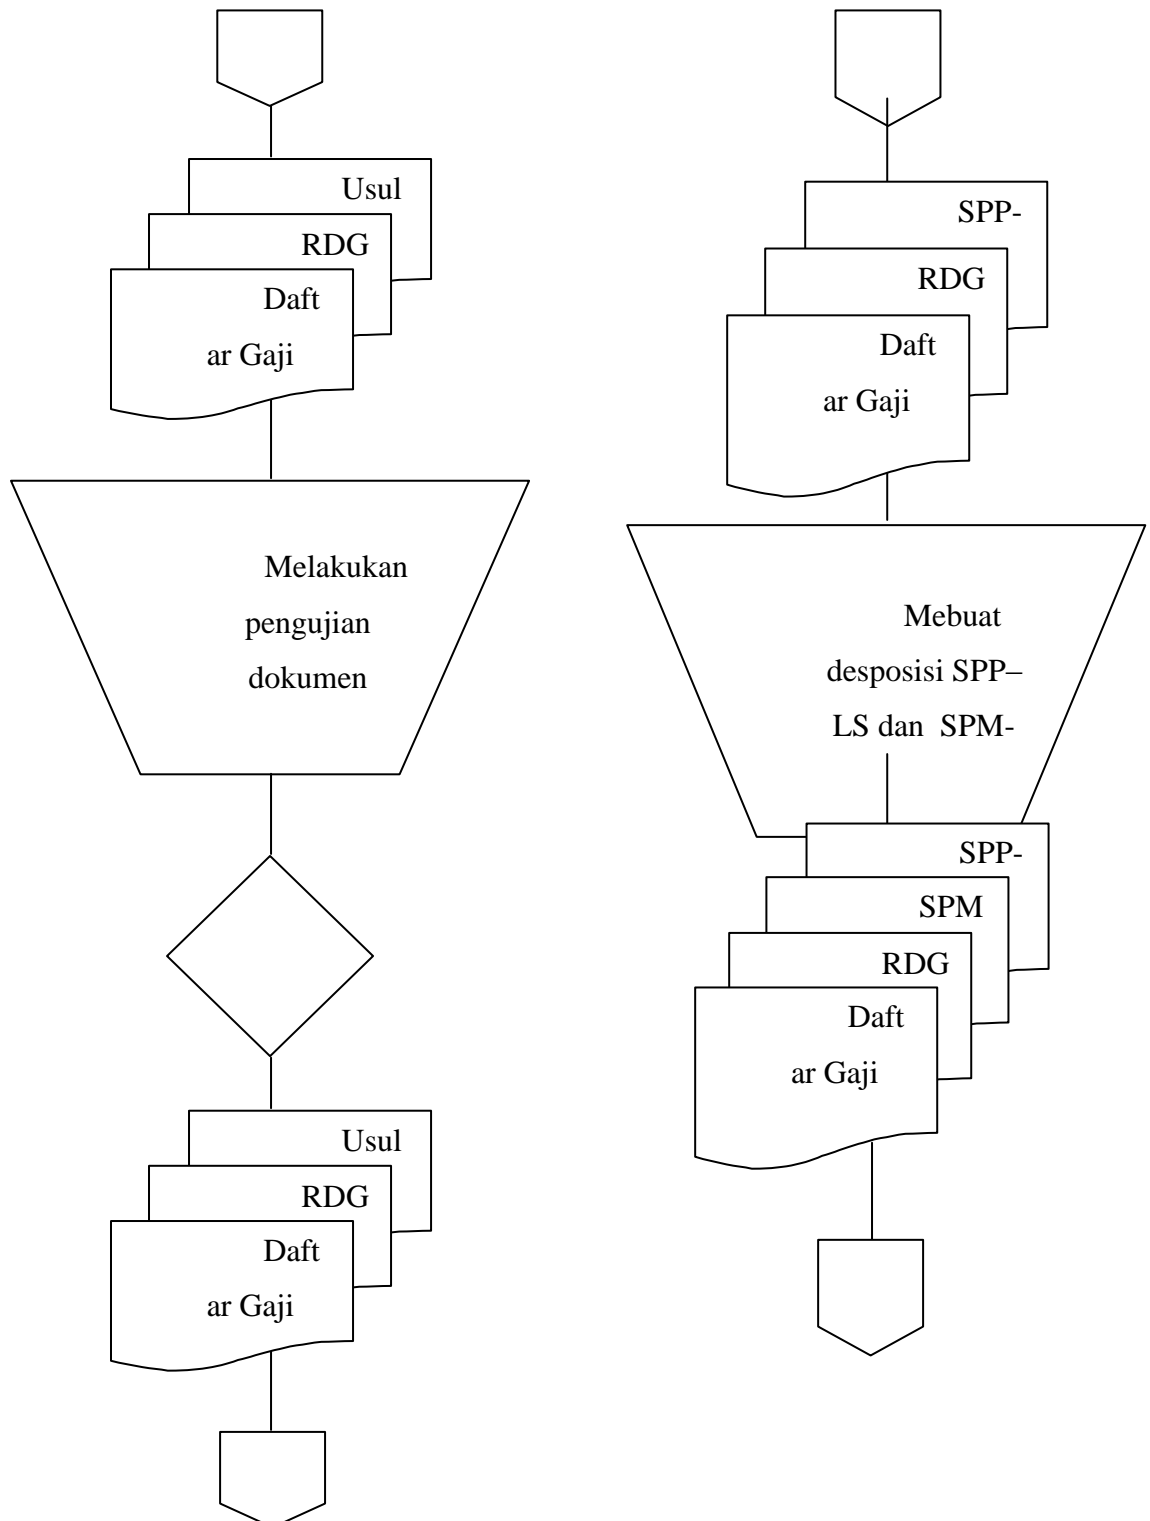 Usul
RDG
Daft
ar Gaji
Melakukan
pengujian
dokumen
Usul
RDG
Daft
ar Gaji
SPP-
RDG
Daft
ar Gaji
Mebuat
desposisi SPP–
LS dan  SPM-
SPP-
SPM
RDG
Daft
ar Gaji